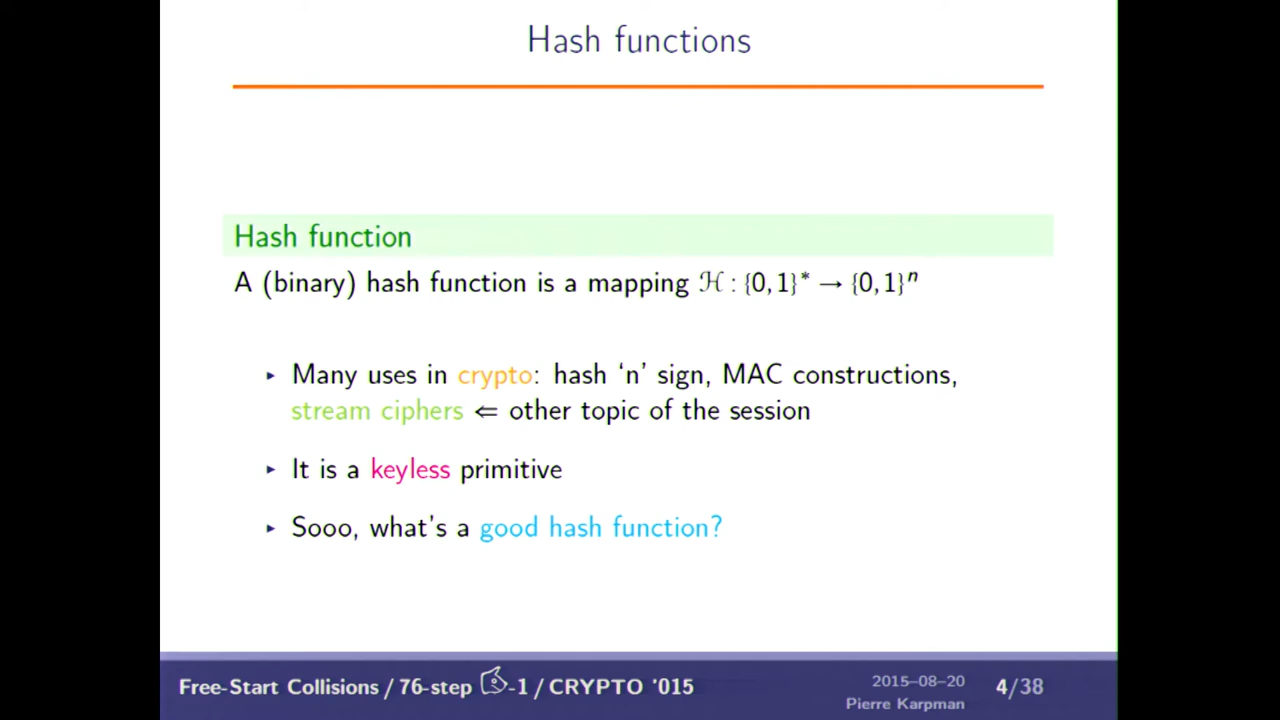 Hash functions
Hash function
A (binary) hash function is a mapping ℋ : {0, 1}* → {0, 1}ⁿ
▸ Many uses in crypto: hash ‘n’ sign, MAC constructions,
stream ciphers ⇐ other topic of the session
▸ It is a keyless primitive
▸ Sooo, what's a good hash function?
Free-Start Collisions / 76-step -1 / CRYPTO '015
2015–08–20
Pierre Karpman
4/38